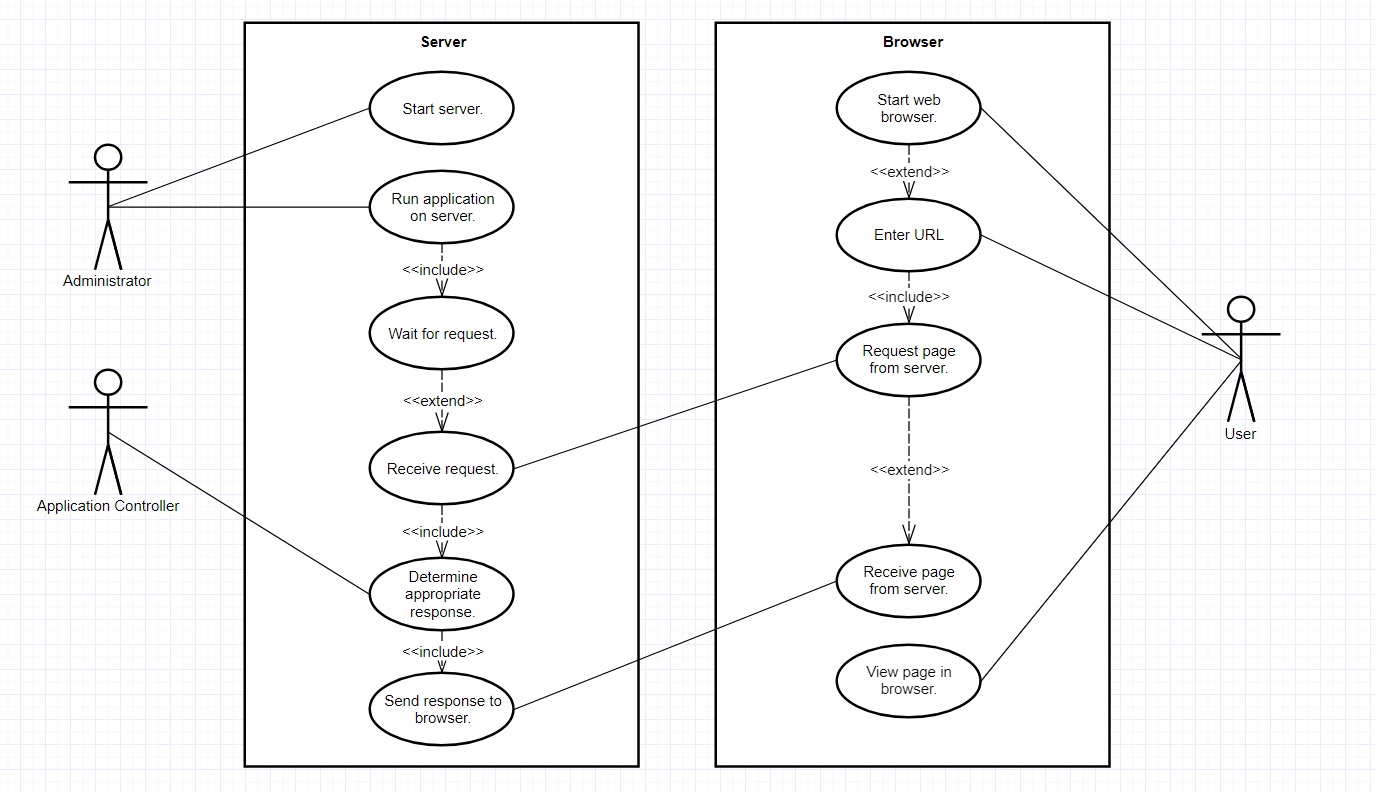 Server
Start server.
Run application
on server.
<<include>>
Wait for request.
<<extend>>
Receive request.
<<include>>
Determine
appropriate
response.
<<include>>
Send response to
browser.
Browser
Start web
browser.
<<extend>>
Enter URL
<<include>>
Request page
from server.
<<extend>>
Receive page
from server.
View page in
browser.
Administrator
Application Controller
User